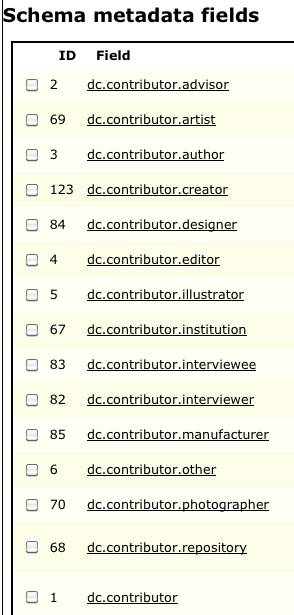 Schema metadata fields
ID Field
2 dc.contributor.advisor
69 dc.contributor.artist
3 dc.contributor.author
123 dc.contributor.creator
84 dc.contributor.designer
4 dc.contributor.editor
5 dc.contributor.illustrator
67 dc.contributor.institution
83 dc.contributor.interviewee
82 dc.contributor.interviewer
85 dc.contributor.manufacturer
6 dc.contributor.other
70 dc.contributor.photographer
68 dc.contributor.repository
1 dc.contributor